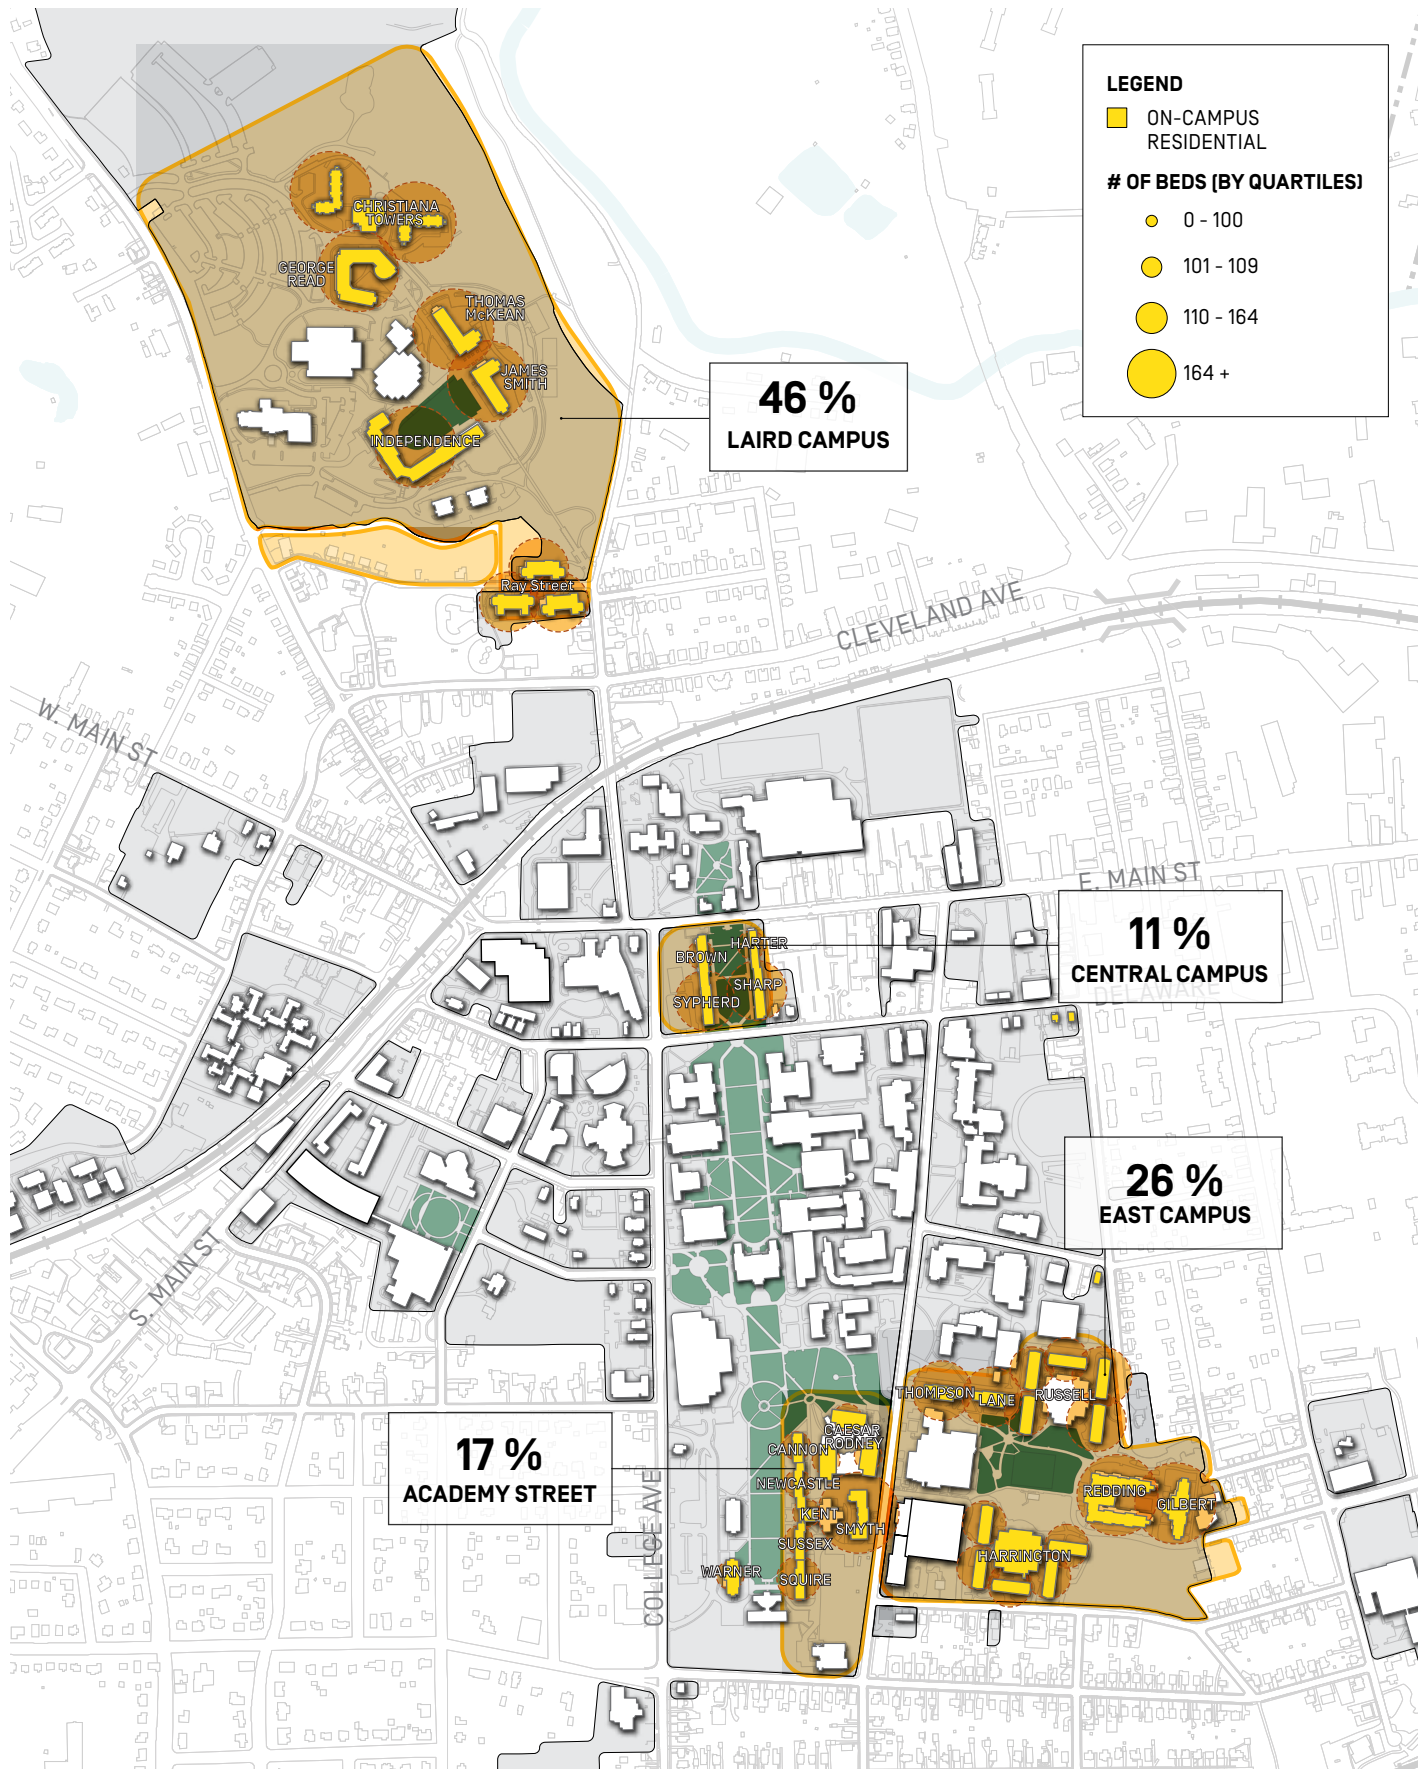 LEGEND
ON-CAMPUS
RESIDENTIAL
# OF BEDS (BY QUARTILES)
0 - 100
101 - 109
110 - 164
164 +
CHRISTIANA
TOWERS
GEORGE
READ
THOMAS
McKEAN
JAMES
SMITH
INDEPENDENCE
46 %
LAIRD CAMPUS
Ray Street
CLEVELAND AVE
W. MAIN ST
E. MAIN ST
HARTER
BROWN
SHARP
SYPHERD
11 %
CENTRAL CAMPUS
DELAWARE
26 %
EAST CAMPUS
S. MAIN ST
THOMPSON
LANE
RUSSELL
CAESAR
RODNEY
CANNON
17 %
ACADEMY STREET
NEWCASTLE
KENT
SMYTH
SUSSEX
REDDING
GILBERT
HARRINGTON
WARNER
SQUIRE
COLLEGE AVE